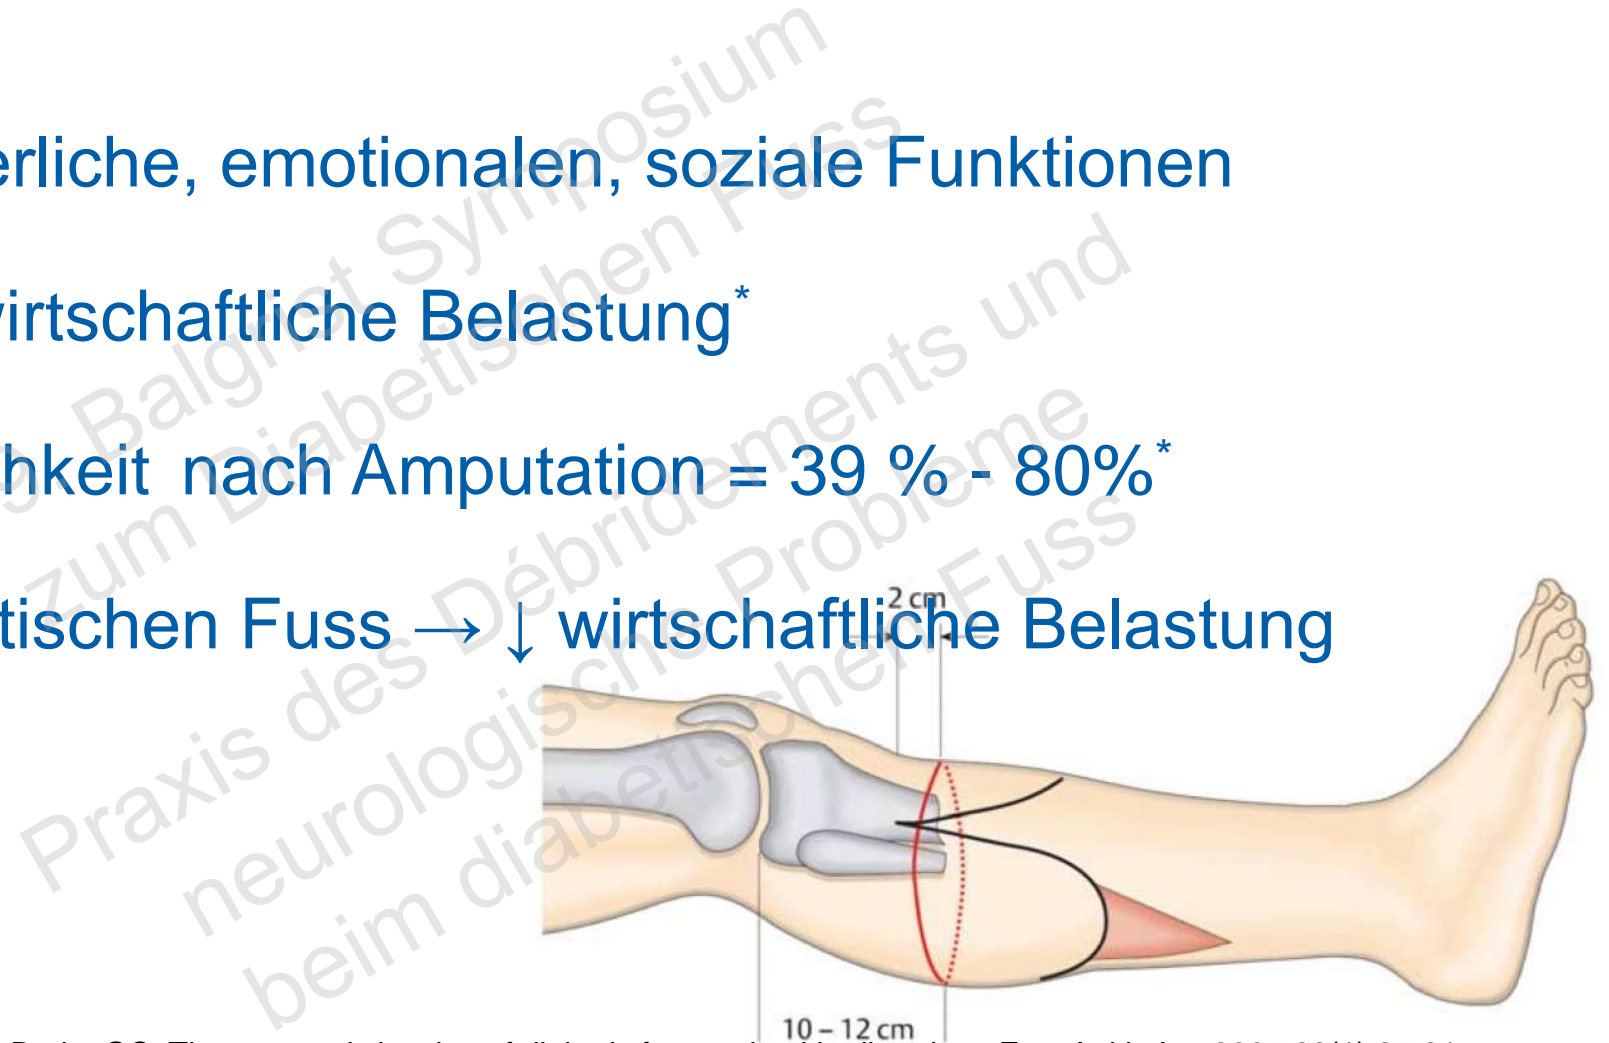 erliche, emotionalen, soziale Funktionen
wirtschaftliche Belastung*
hkeit nach Amputation = 39 % - 80%*
tischen Fuss → ↓ wirtschaftliche Belastung
2 cm
10 – 12 cm
Balgrist Symposium
zum Diabetischen Fuss
Praxis des Débridements und
neurologische Probleme
beim diabetischen Fuss